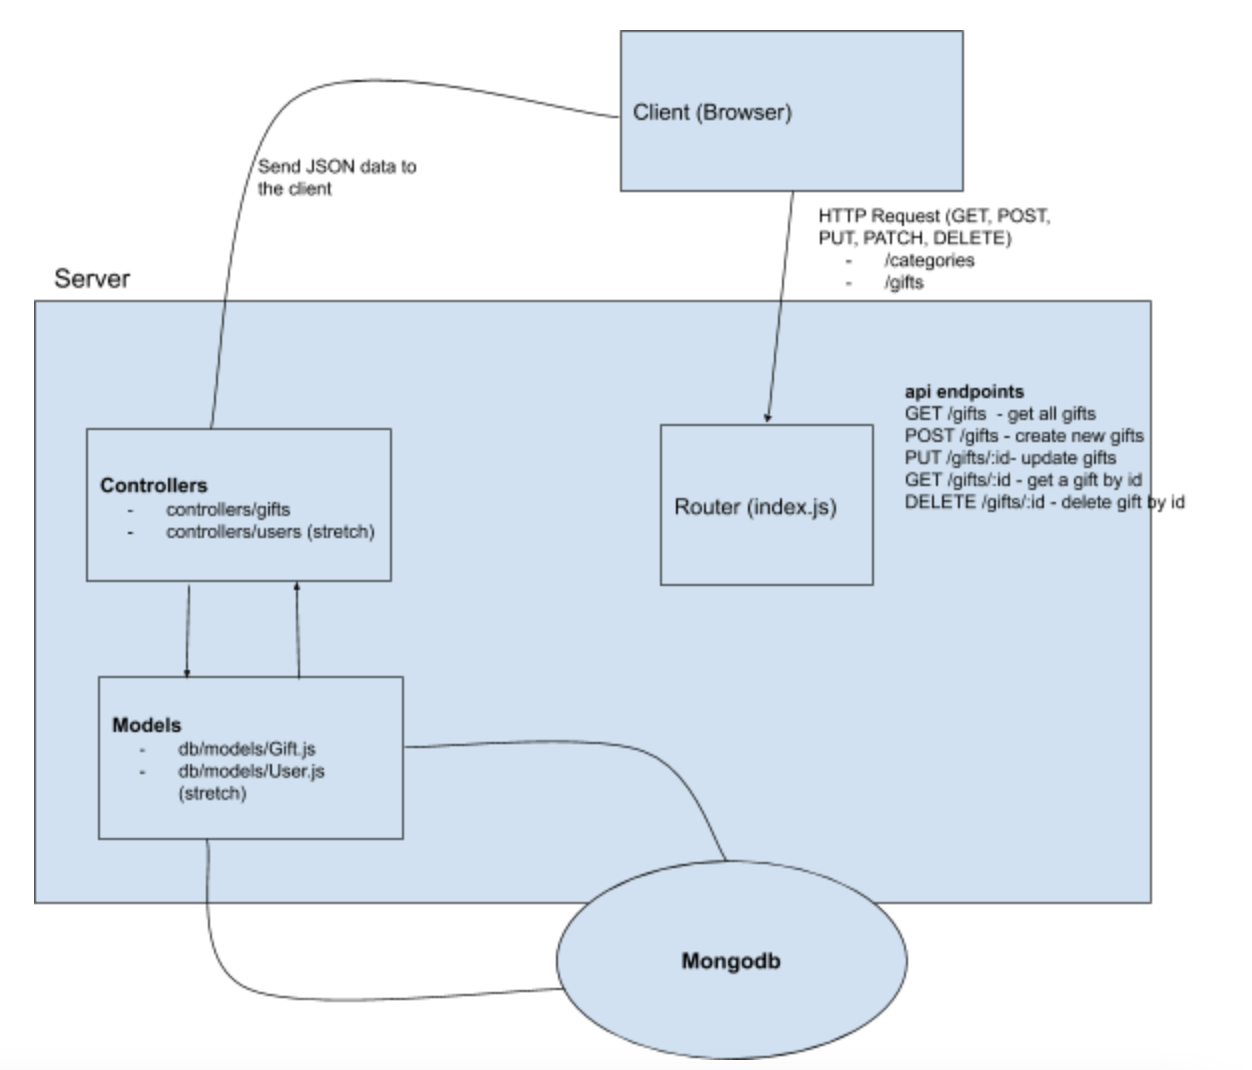 Client (Browser)
Send JSON data to
the client
HTTP Request (GET, POST,
PUT, PATCH, DELETE)
- /categories
- /gifts
Server
api endpoints
GET /gifts - get all gifts
POST /gifts - create new gifts
PUT /gifts/:id- update gifts
GET /gifts/:id - get a gift by id
DELETE /gifts/:id - delete gift by id
Controllers
- controllers/gifts
- controllers/users (stretch)
Router (index.js)
Models
- db/models/Gift.js
- db/models/User.js
(stretch)
Mongodb